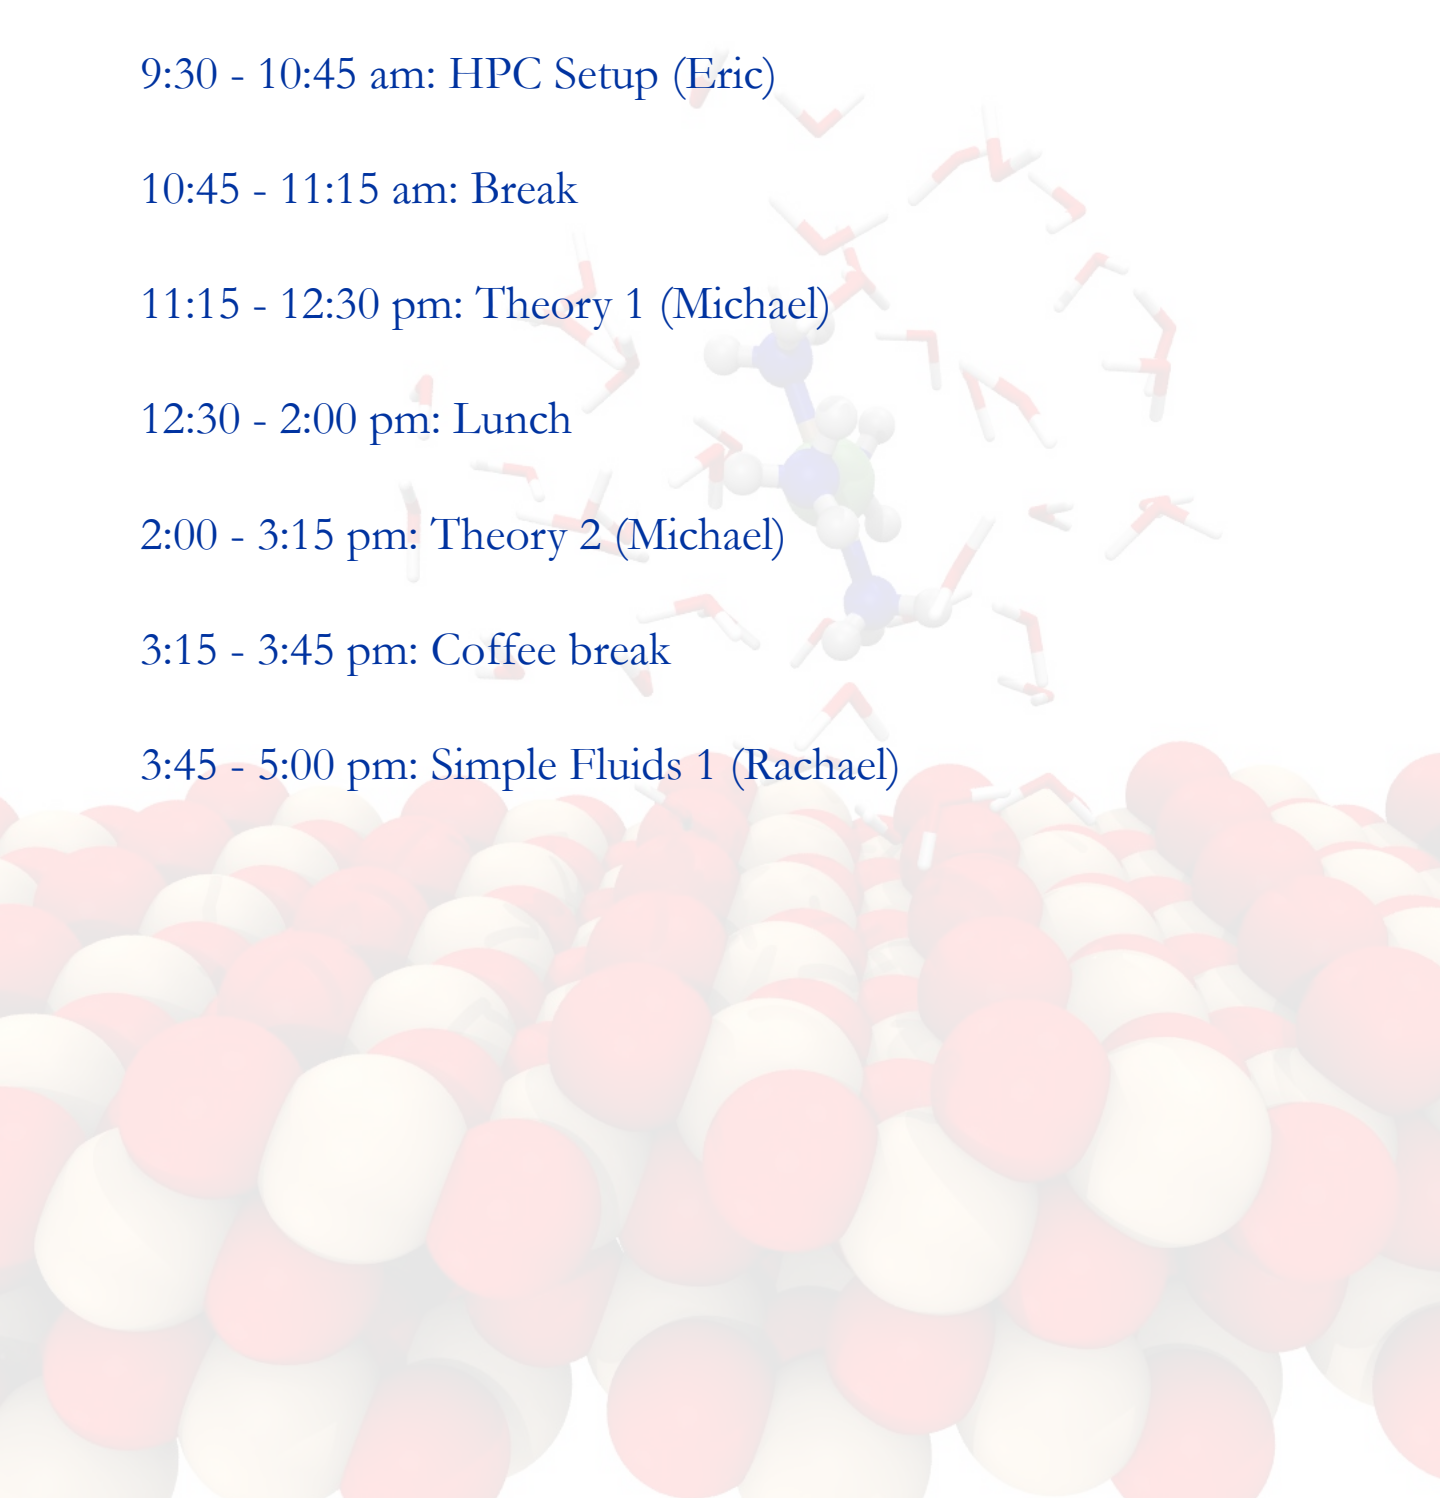 9:30 - 10:45 am: HPC Setup (Eric)
10:45 - 11:15 am: Break
11:15 - 12:30 pm: Theory 1 (Michael)
12:30 - 2:00 pm: Lunch
2:00 - 3:15 pm: Theory 2 (Michael)
3:15 - 3:45 pm: Coffee break
3:45 - 5:00 pm: Simple Fluids 1 (Rachael)